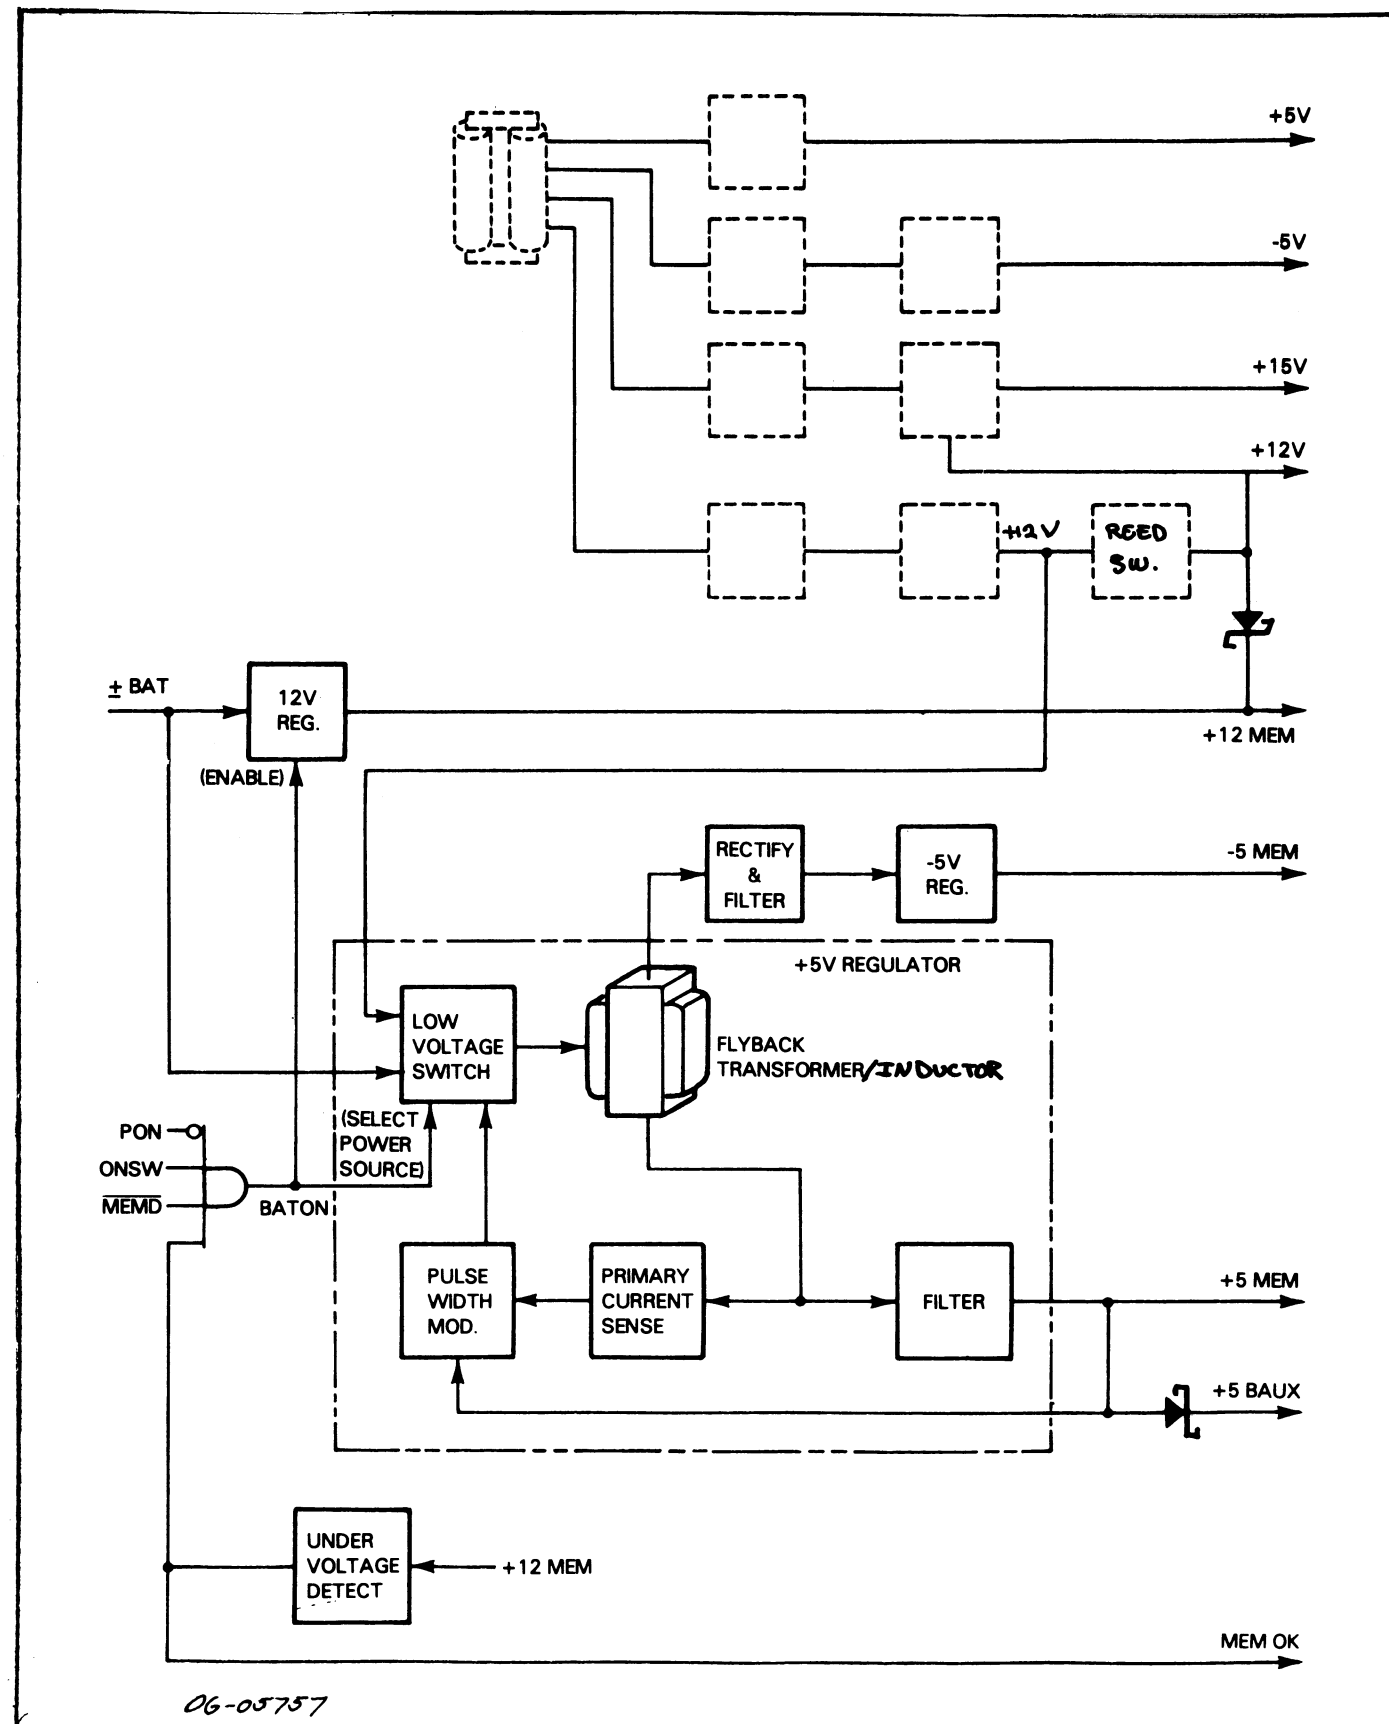 +5V
-5V
+15V
+12V
+12V
REED
SW.
± BAT
12V
REG.
+12 MEM
(ENABLE)
RECTIFY
&
FILTER
-5V
REG.
-5 MEM
+5V REGULATOR
LOW
VOLTAGE
SWITCH
FLYBACK
TRANSFORMER/INDUCTOR
(SELECT
POWER
SOURCE)
PON
ONSW
MEMD
BATON
PULSE
WIDTH
MOD.
PRIMARY
CURRENT
SENSE
FILTER
+5 MEM
+5 BAUX
UNDER
VOLTAGE
DETECT
+12 MEM
MEM OK
OG-05757